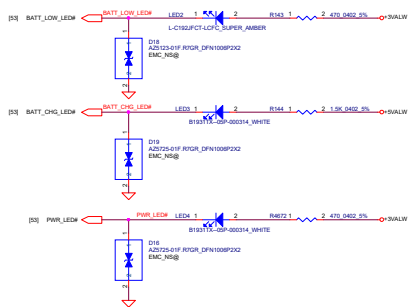 [53] BATT_LOW_LED# BATT_LOW_LED# LED2 1 2 R143 1 2 470_0402_5% +3VALW
L-C192JFCT-LCFC_SUPER_AMBER
1
D18
AZ5123-01F.R7GR_DFN1006P2X2
EMC_NS@
2
[53] BATT_CHG_LED# BATT_CHG_LED# LED3 1 2 R144 1 2 1.5K_0402_5% +5VALW
B1931TX--05P-000314_WHITE
1
D19
AZ5725-01F.R7GR_DFN1006P2X2
EMC_NS@
2
[53] PWR_LED# PWR_LED# LED4 1 2 R4672 1 2 470_0402_5% +5VALW
B1931TX--05P-000314_WHITE
1
D16
AZ5725-01F.R7GR_DFN1006P2X2
EMC_NS@
2